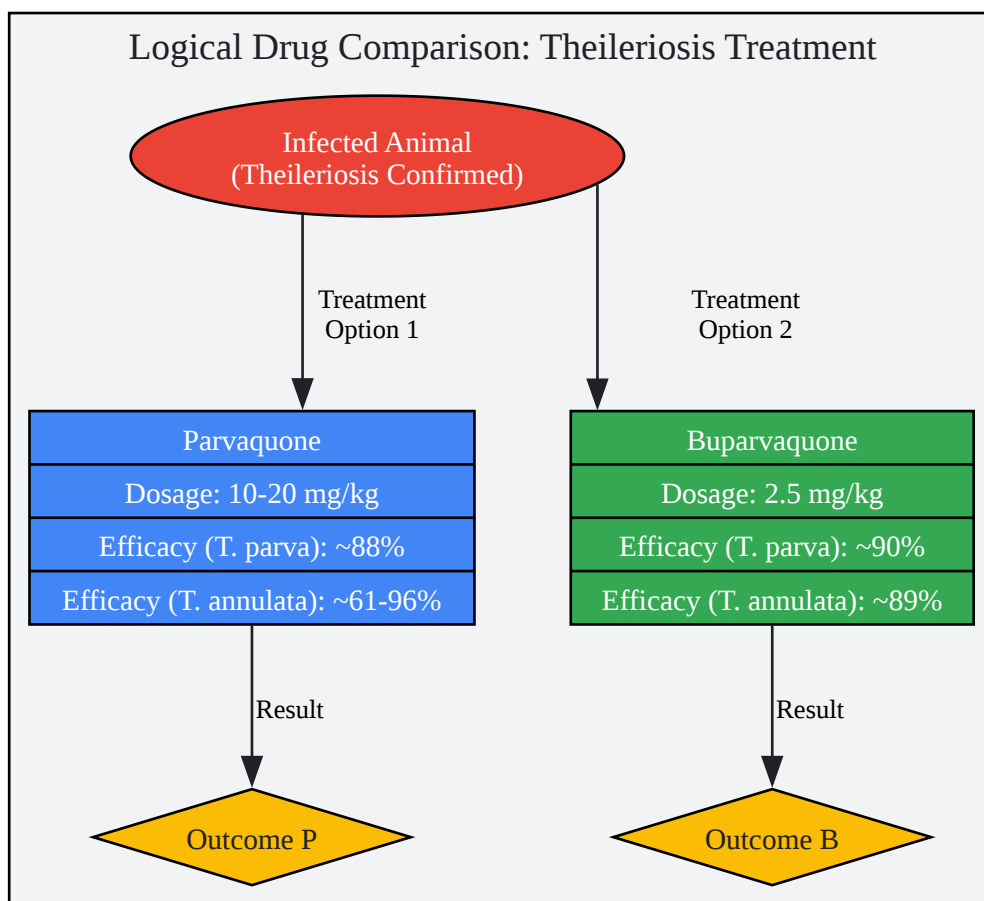 Logical Drug Comparison: Theileriosis Treatment
Infected Animal
(Theileriosis Confirmed)
Treatment
Option 1
Treatment
Option 2
Parvaquone
Dosage: 10-20 mg/kg
Efficacy (T. parva): ~88%
Efficacy (T. annulata): ~61-96%
Buparvaquone
Dosage: 2.5 mg/kg
Efficacy (T. parva): ~90%
Efficacy (T. annulata): ~89%
Result
Result
Outcome P
Outcome B